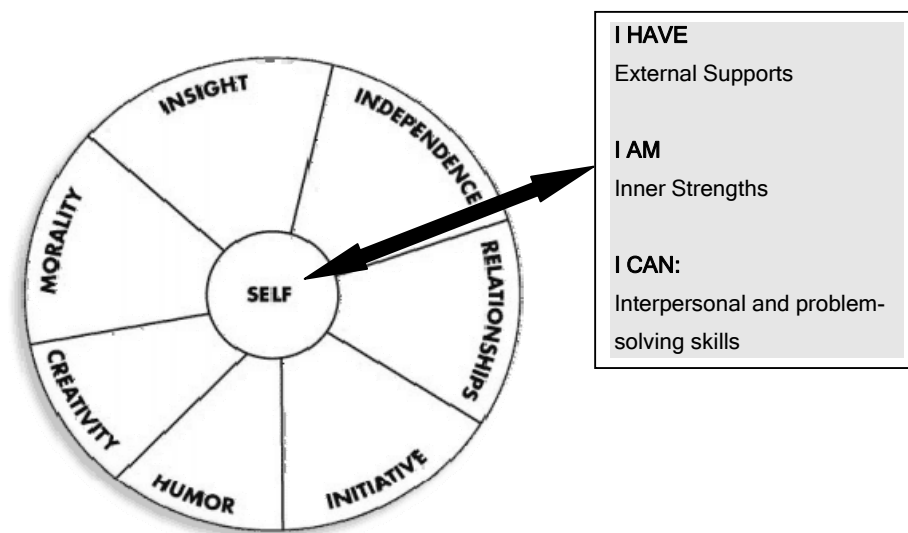 INSIGHT
INDEPENDENCE
RELATIONSHIPS
INITIATIVE
HUMOR
CREATIVITY
MORALITY
SELF
I HAVE
External Supports
I AM
Inner Strengths
I CAN:
Interpersonal and problem-
solving skills